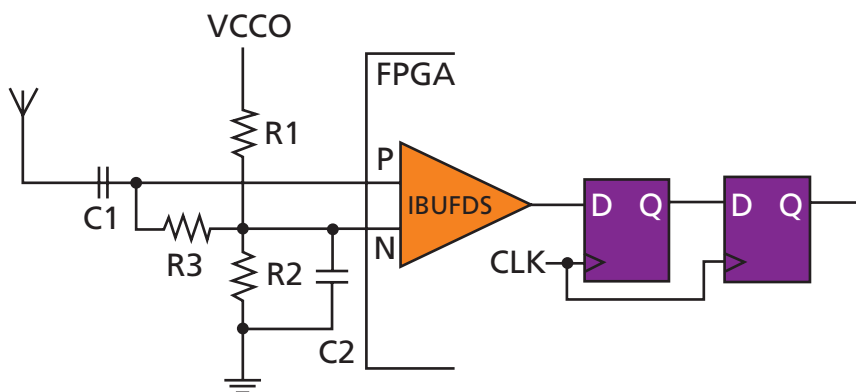 VCCO
FPGA
R1
P
C1
IBUFDS
D Q
D Q
R3
R2
N
CLK
C2